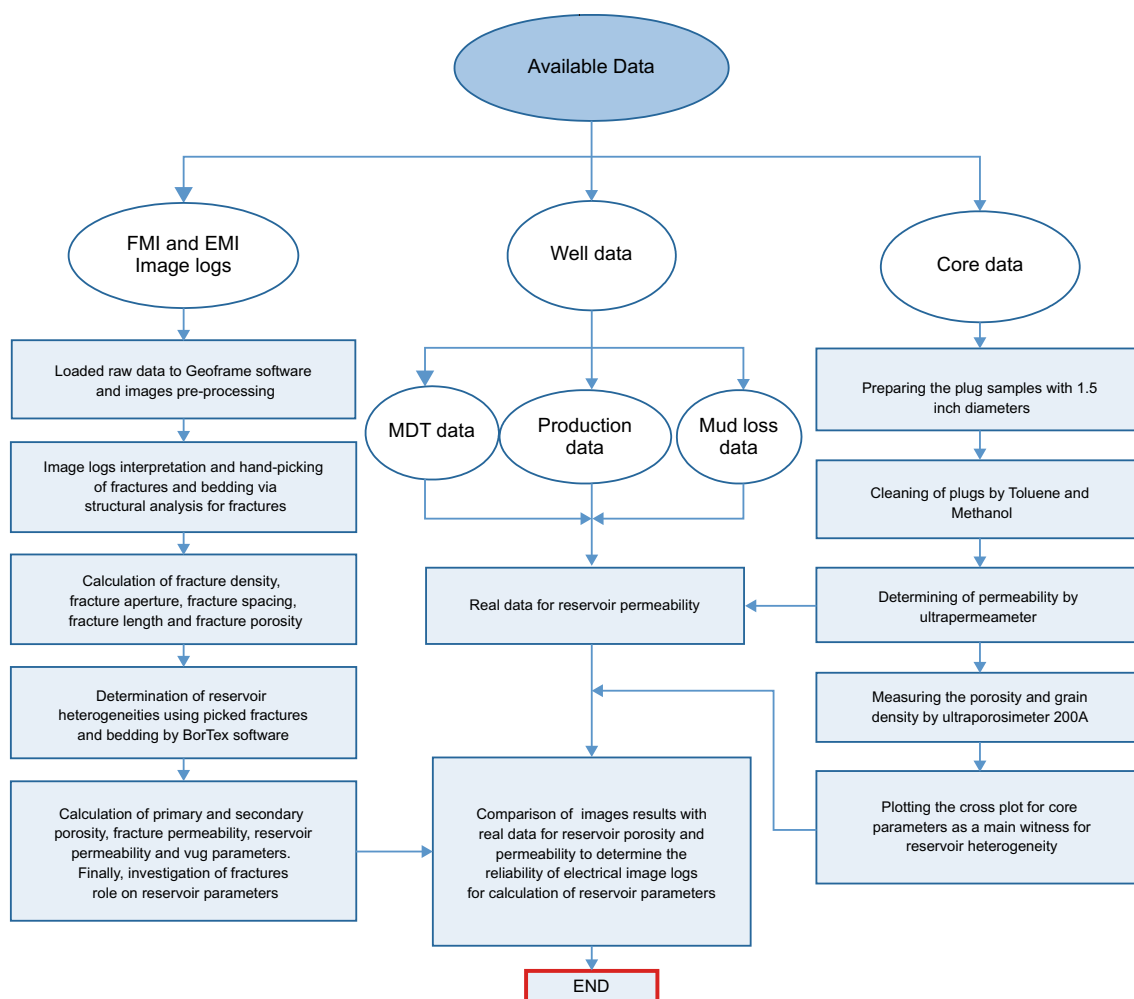 Available Data
FMI and EMI
Image logs
Well data
Core data
Loaded raw data to Geoframe software
and images pre-processing
Image logs interpretation and hand-picking
of fractures and bedding via
structural analysis for fractures
Calculation of fracture density,
fracture aperture, fracture spacing,
fracture length and fracture porosity
Determination of reservoir
heterogeneities using picked fractures
and bedding by BorTex software
Calculation of primary and secondary
porosity, fracture permeability, reservoir
permeability and vug parameters.
Finally, investigation of fractures
role on reservoir parameters
MDT data
Production
data
Mud loss
data
Real data for reservoir permeability
Comparison of images results with
real data for reservoir porosity and
permeability to determine the
reliability of electrical image logs
for calculation of reservoir parameters
END
Preparing the plug samples with 1.5
inch diameters
Cleaning of plugs by Toluene and
Methanol
Determining of permeability by
ultrapermeameter
Measuring the porosity and grain
density by ultraporosimeter 200A
Plotting the cross plot for core
parameters as a main witness for
reservoir heterogeneity